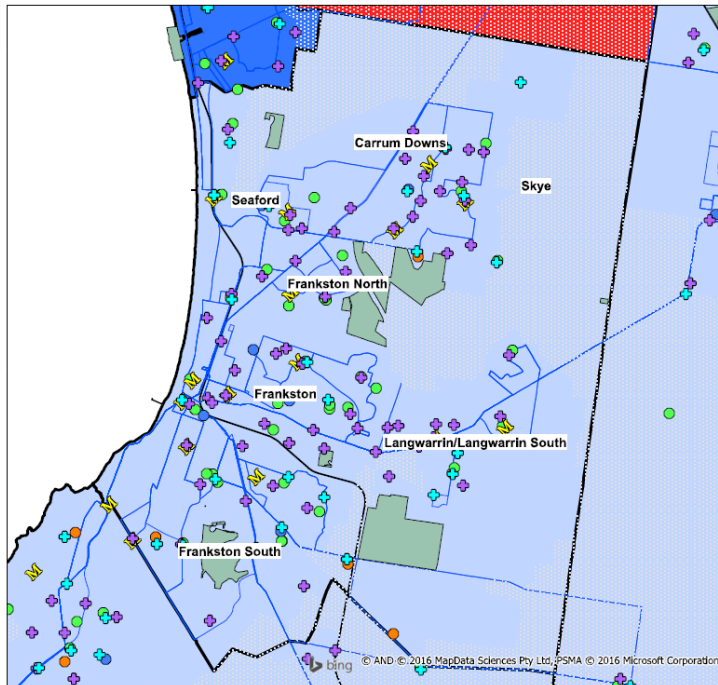 Carrum Downs
Skye
Seaford
Frankston North
Frankston
Langwarrin/Langwarrin South
Frankston South
bing
© AND © 2016 MapData Sciences Pty Ltd, PSMA © 2016 Microsoft Corporation